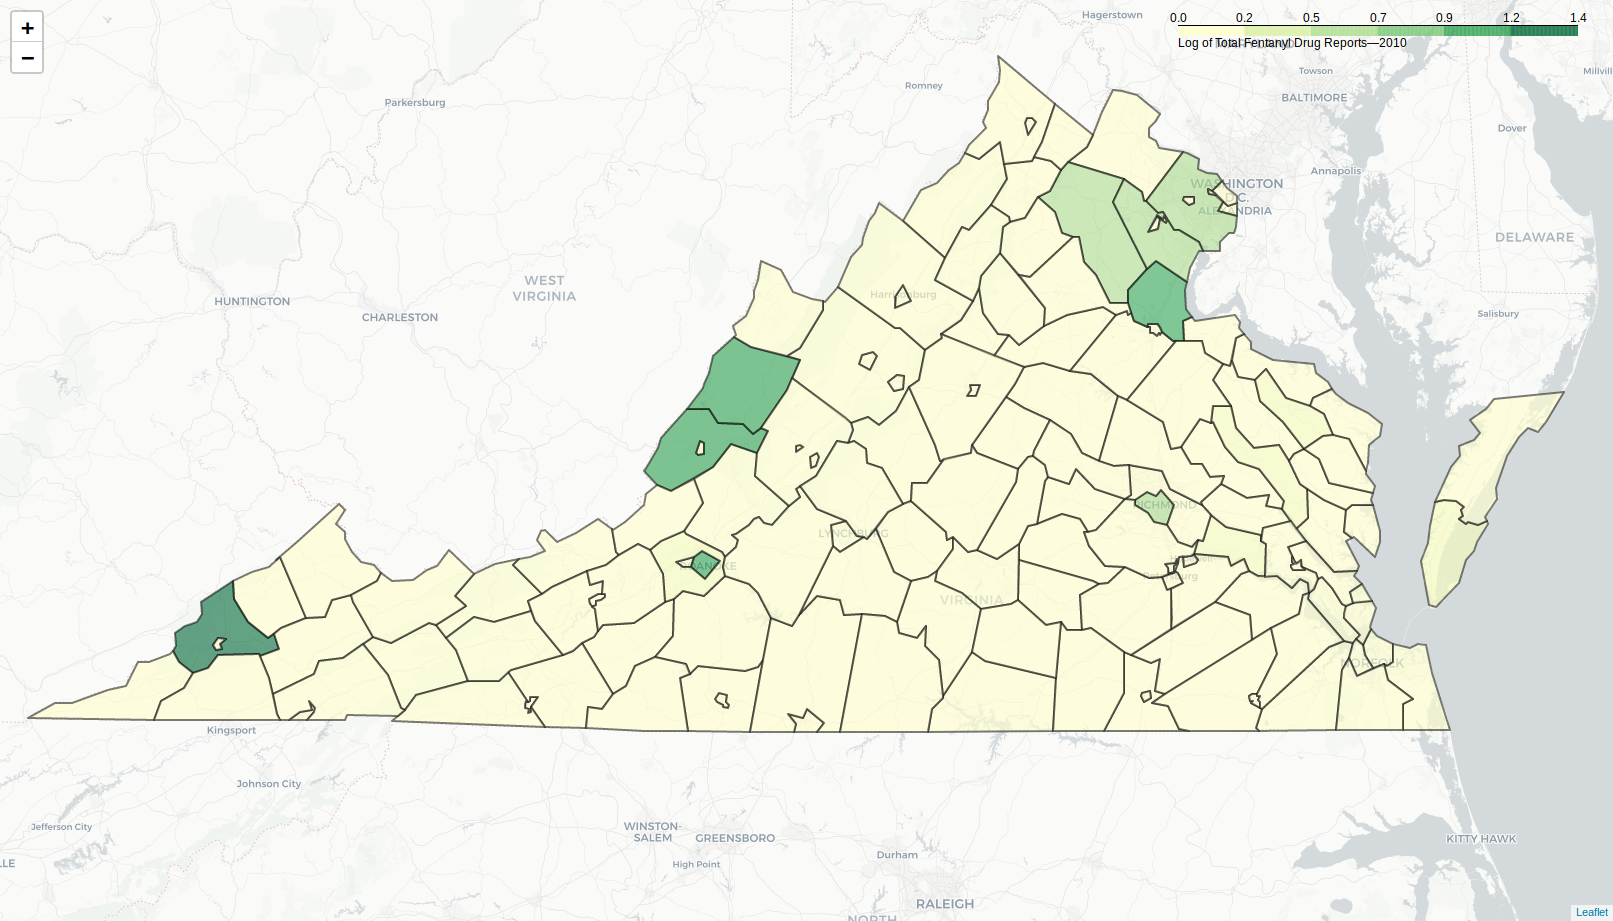 +
−
Hagerstown
0.0 0.2 0.5 0.7 0.9 1.2 1.4
Log of Total Fentanyl Drug Reports—2010
Romney
Towson
Millvill
Parkersburg
BALTIMORE
Dover
Annapolis
WASHINGTON
D.C.
ALEXANDRIA
DELAWARE
WEST
VIRGINIA
HUNTINGTON
Harrisonburg
CHARLESTON
Salisbury
RICHMOND
LYNCHBURG
Hopewell
ROANOKE
Petersburg
VIRGINIA
NORFOLK
Kingsport
Johnson City
Jefferson City
WINSTON-
SALEM
GREENSBORO
KITTY HAWK
LLE
High Point
Durham
RALEIGH
NORTH
Leaflet